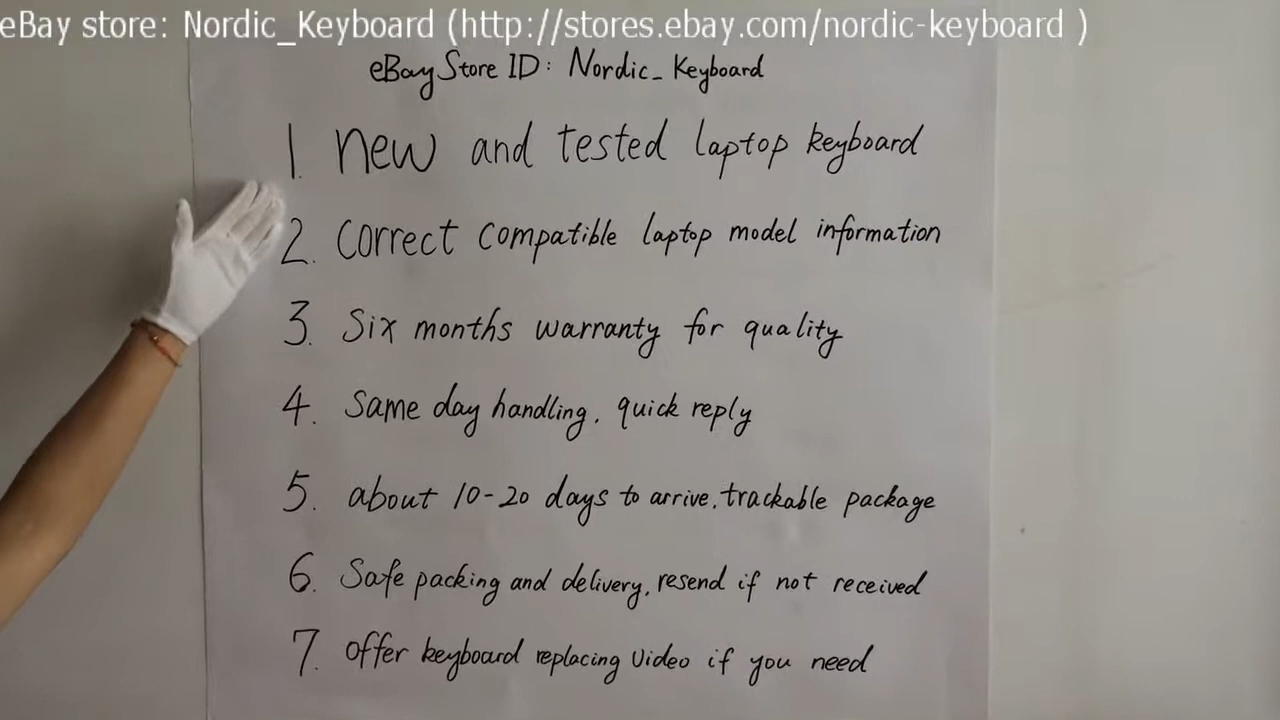 eBay store: Nordic_Keyboard (http://stores.ebay.com/nordic-keyboard )
eBay Store ID: Nordic_Keyboard
1. new and tested laptop keyboard
2. Correct compatible laptop model information
3. Six months warranty for quality
4. Same day handling. quick reply
5. about 10-20 days to arrive. trackable package
6. Safe packing and delivery. resend if not received
7. Offer keyboard replacing Video if you need